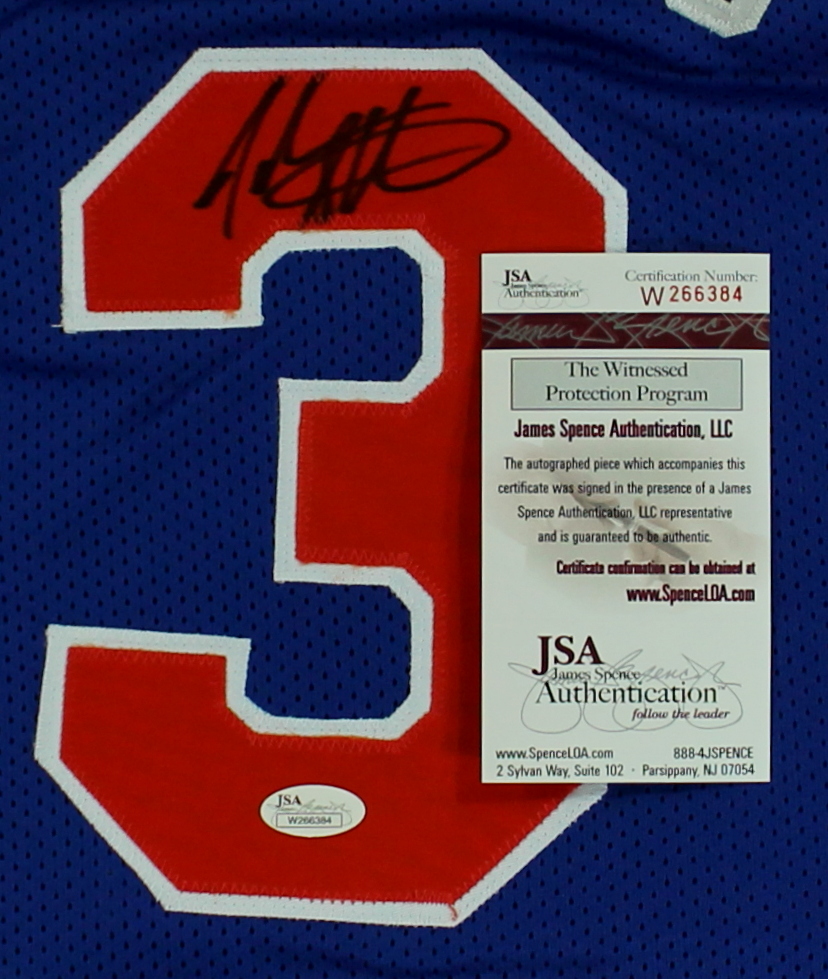 3
JSA
James Spence
Authentication
Certification Number:
W266384
The Witnessed
Protection Program
James Spence Authentication, LLC
The autographed piece which accompanies this
certificate was signed in the presence of a James
Spence Authentication, LLC representative
and is guaranteed to be authentic.
Certificate confirmation can be obtained at
www.SpenceLOA.com
JSA
James Spence
Authentication™
follow the leader
www.SpenceLOA.com 888-4JSPENCE
2 Sylvan Way, Suite 102 · Parsippany, NJ 07054
JSA
W266384